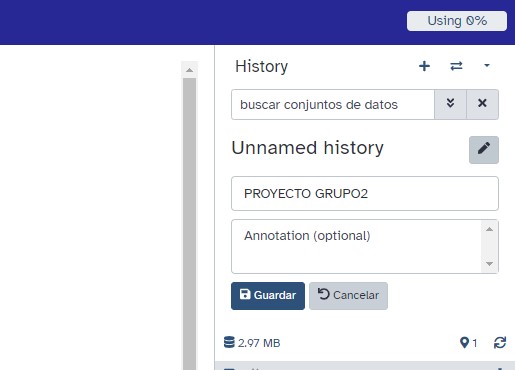 Using 0%
History
buscar conjuntos de datos
Unnamed history
PROYECTO GRUPO2
Annotation (optional)
Guardar Cancelar
2.97 MB 1